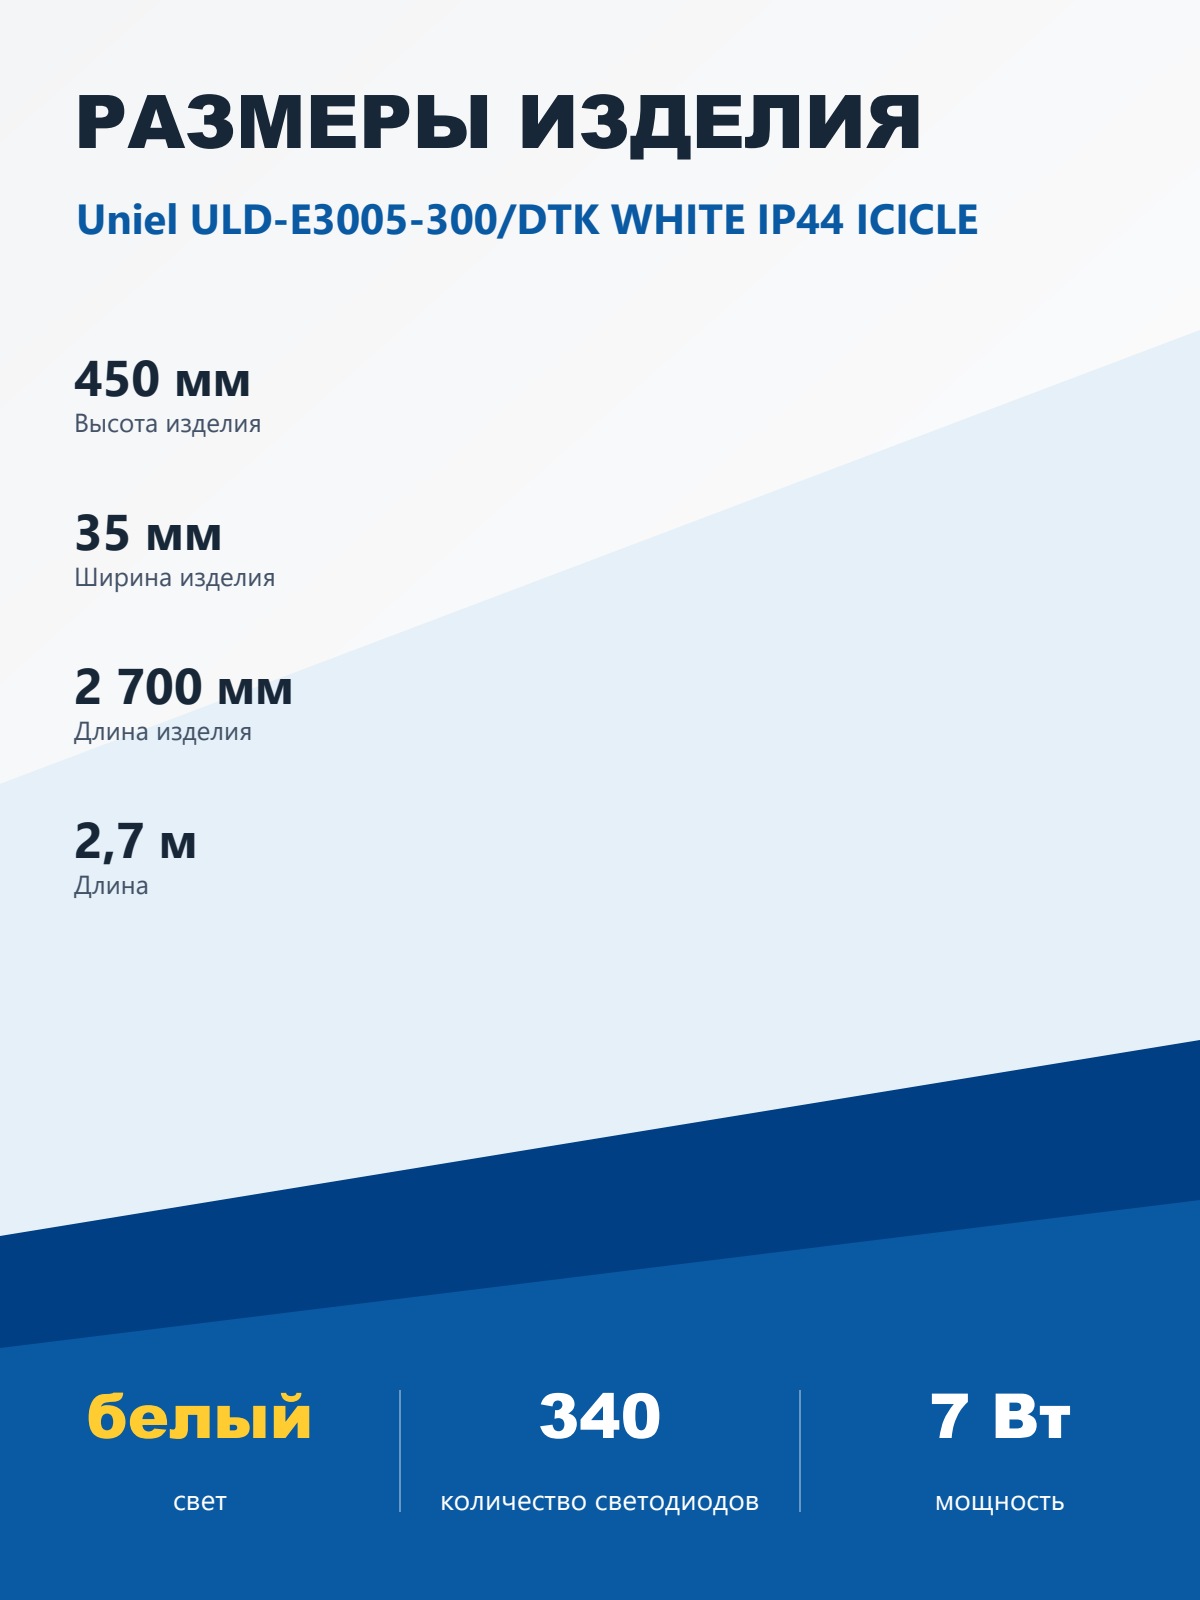 РАЗМЕРЫ ИЗДЕЛИЯ
Uniel ULD-E3005-300/DTK WHITE IP44 ICICLE
450 мм
Высота изделия
35 мм
Ширина изделия
2 700 мм
Длина изделия
2,7 м
Длина
белый
свет
340
количество светодиодов
7 Вт
мощность